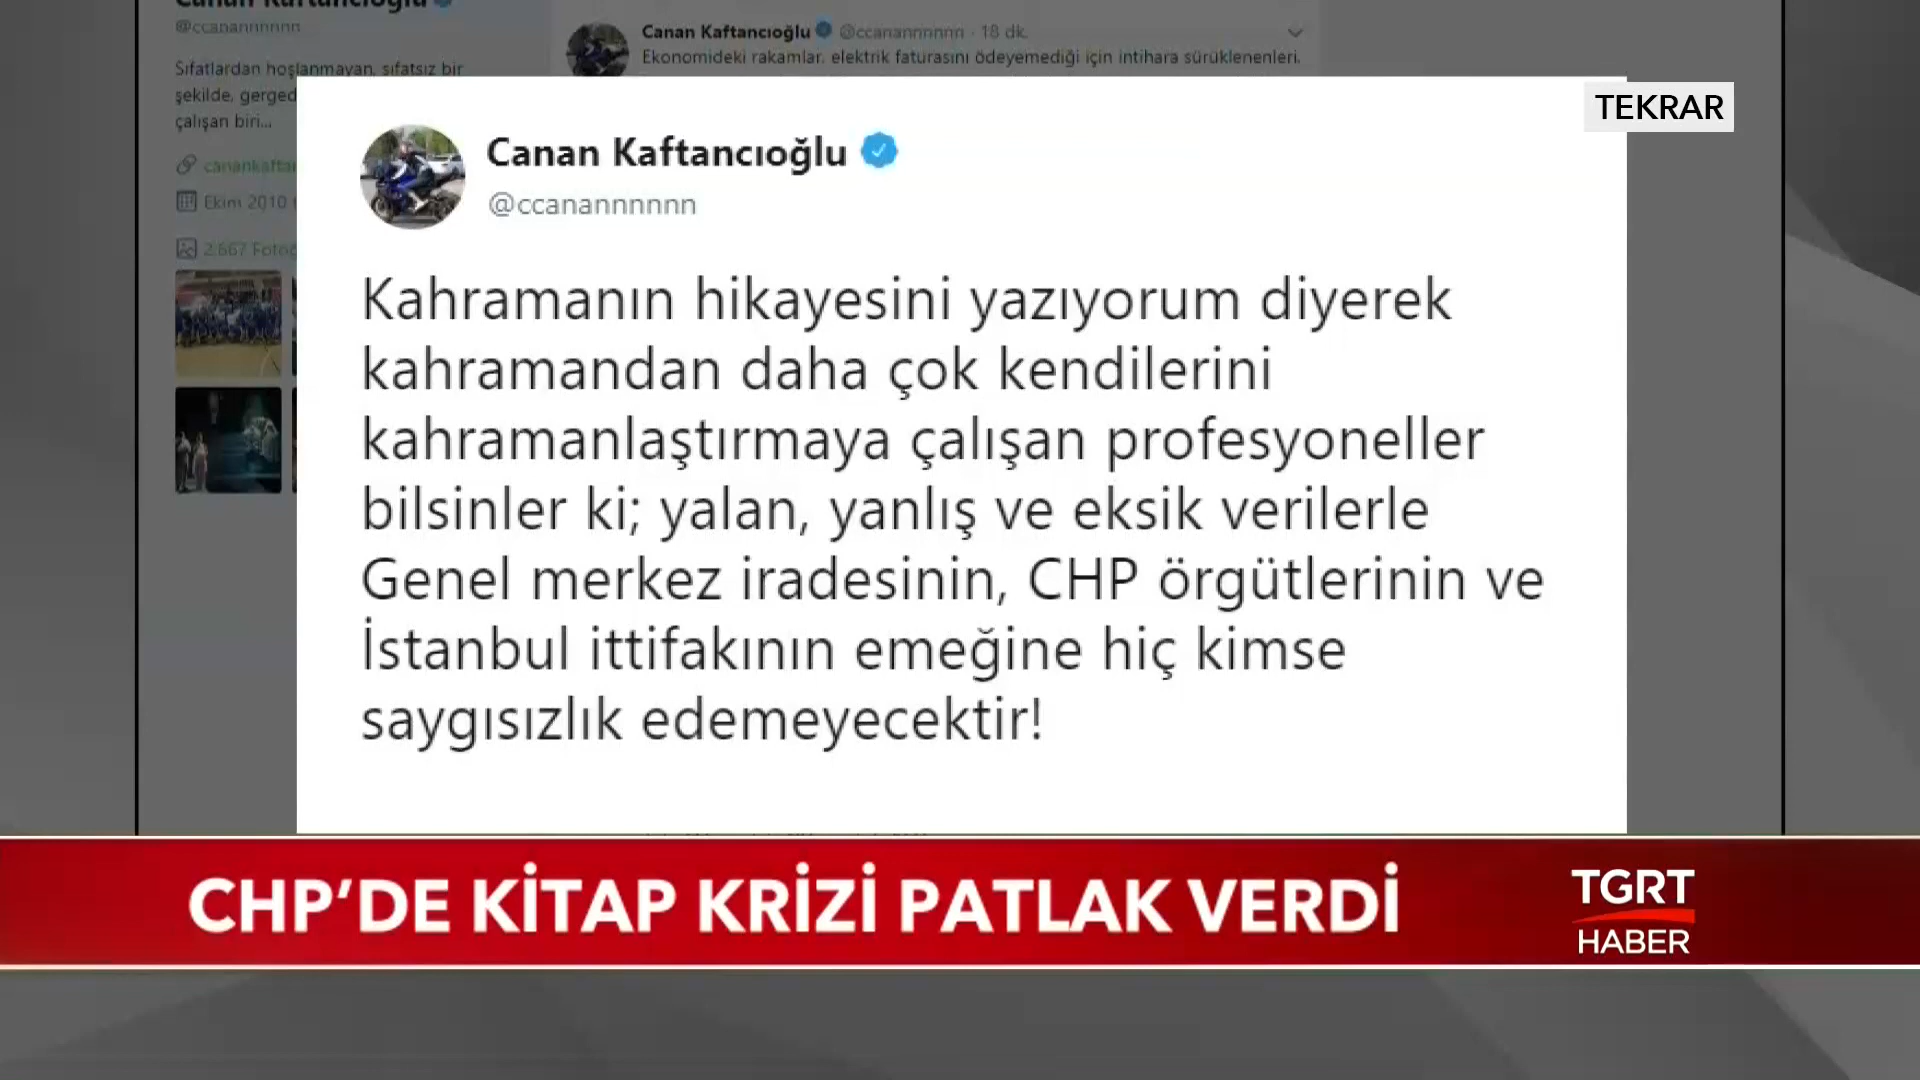 @ccanannnnnn
Sıfatlardan hoşlanmayan, sıfatsız bir
şekilde, gerged
çalışan biri...
canankafta
Ekim 2010
2.667 Fotoğ
Canan Kaftancıoğlu @ccanannnnnn · 18 dk.
Ekonomideki rakamlar, elektrik faturasını ödeyemediği için intihara sürüklenenleri,
TEKRAR
Canan Kaftancıoğlu
@ccanannnnnn
Kahramanın hikayesini yazıyorum diyerek
kahramandan daha çok kendilerini
kahramanlaştırmaya çalışan profesyoneller
bilsinler ki; yalan, yanlış ve eksik verilerle
Genel merkez iradesinin, CHP örgütlerinin ve
İstanbul ittifakının emeğine hiç kimse
saygısızlık edemeyecektir!
CHP’DE KİTAP KRİZİ PATLAK VERDİ
TGRT
HABER